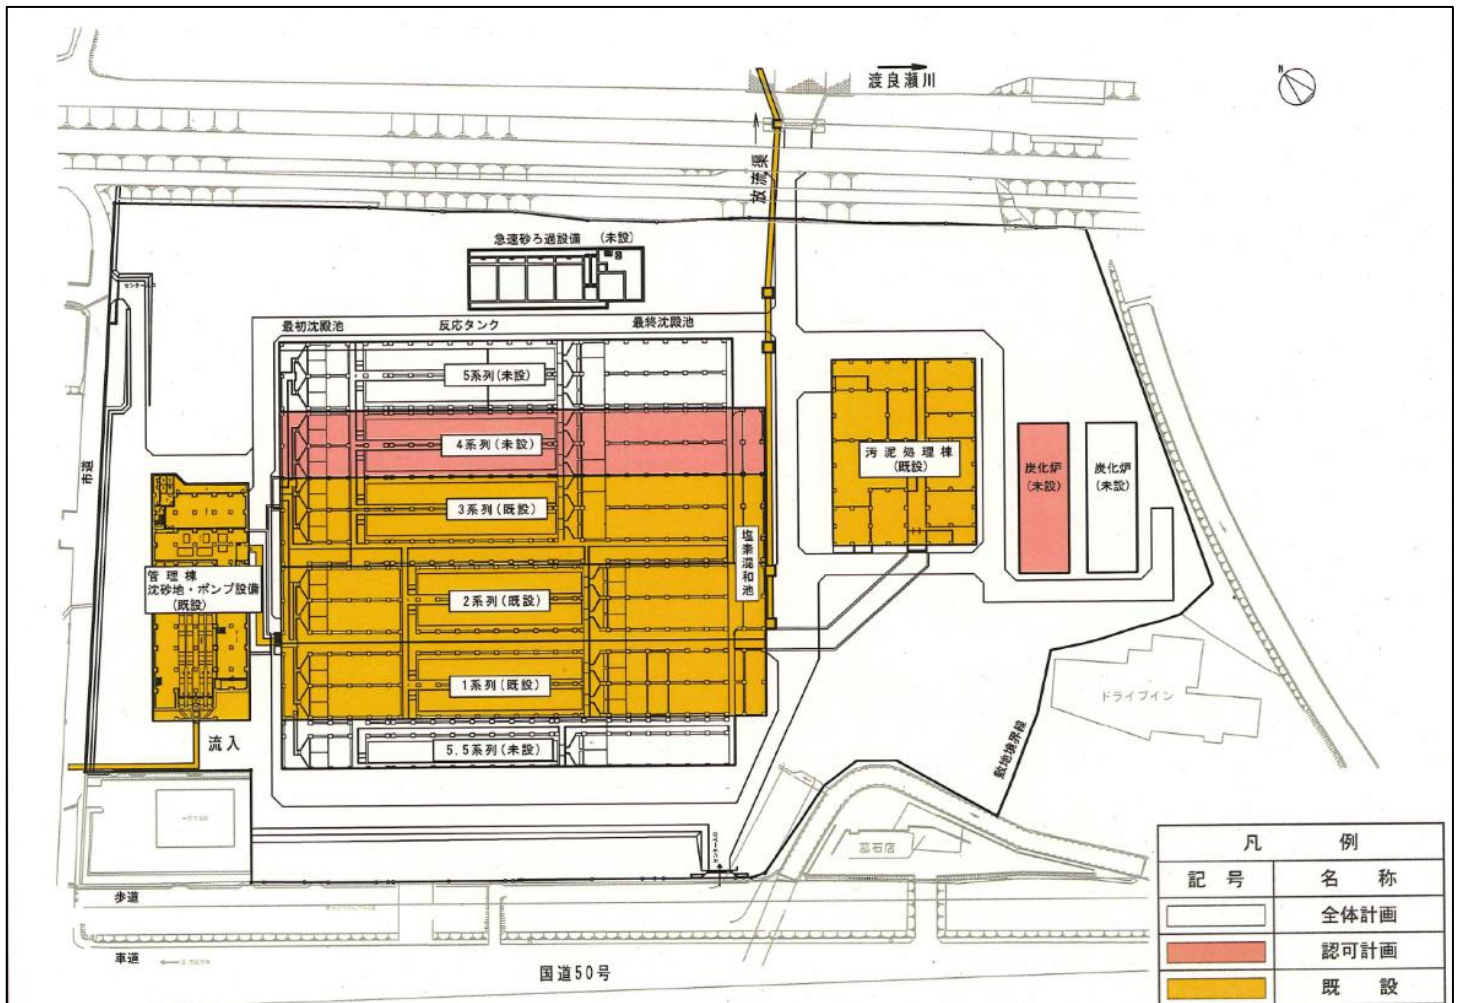 渡良瀬川
N
放流渠
急速砂ろ過設備 (未設)
最初沈殿池
反応タンク
最終沈殿池
5系列(未設)
4系列(未設)
3系列(既設)
2系列(既設)
1系列(既設)
5.5系列(未設)
塩素混和池
汚泥処理棟
(既設)
炭化炉
(未設)
炭化炉
(未設)
市道
管理棟
沈砂地・ポンプ設備
(既設)
流入
ドライブイン
敷地境界線
墓石店
歩道
車道
国道50号
凡例
記号 名称
全体計画
認可計画
既設